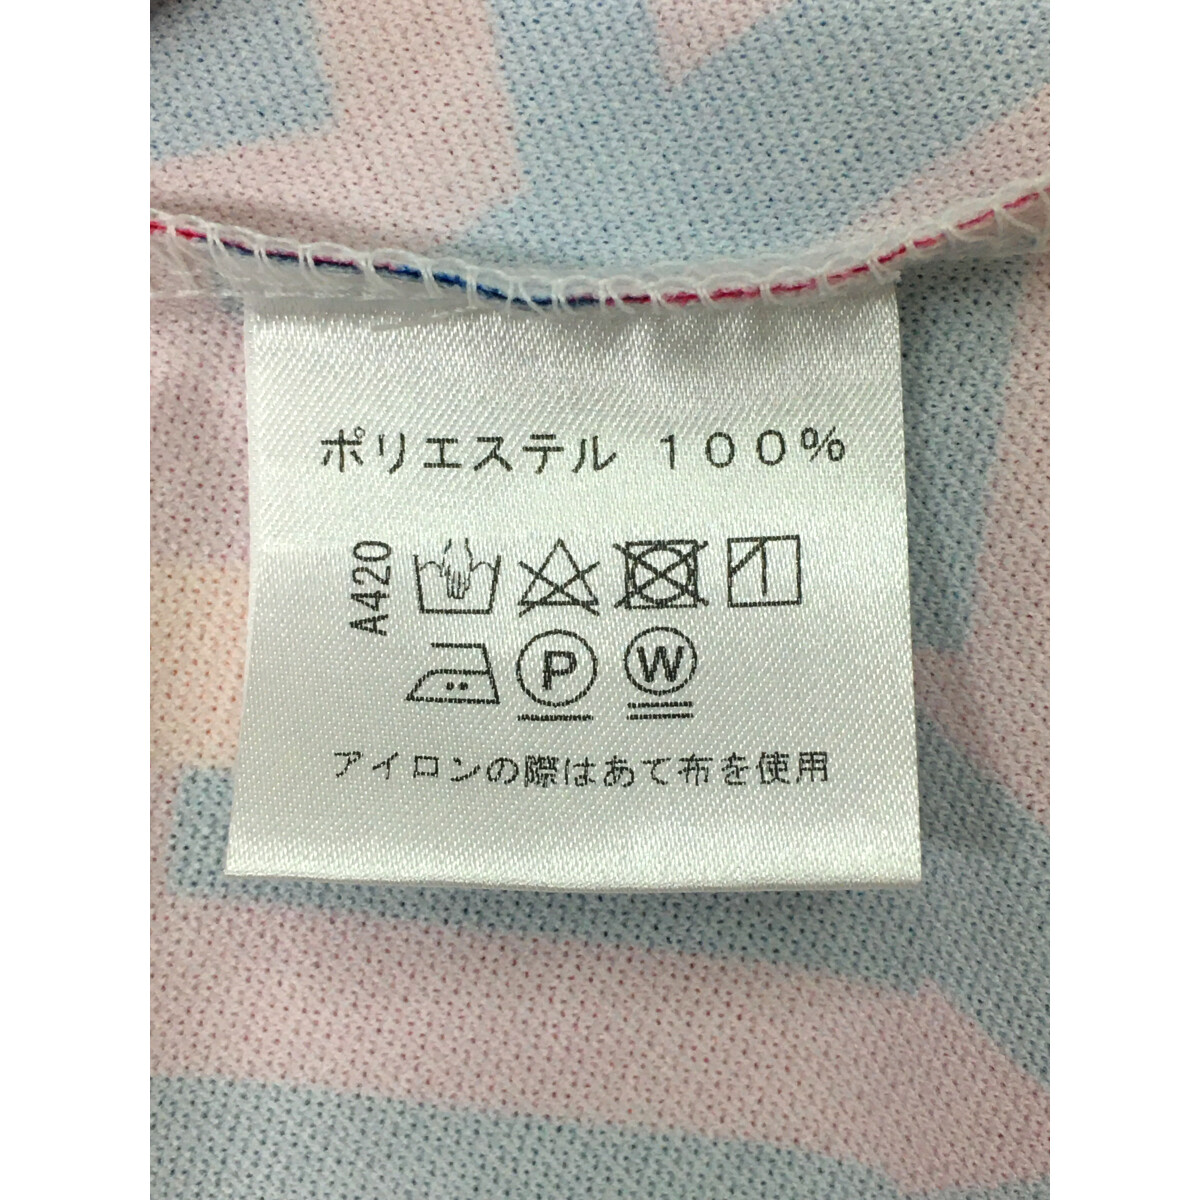 ポリエステル 100%
A420
P W
アイロンの際はあて布を使用